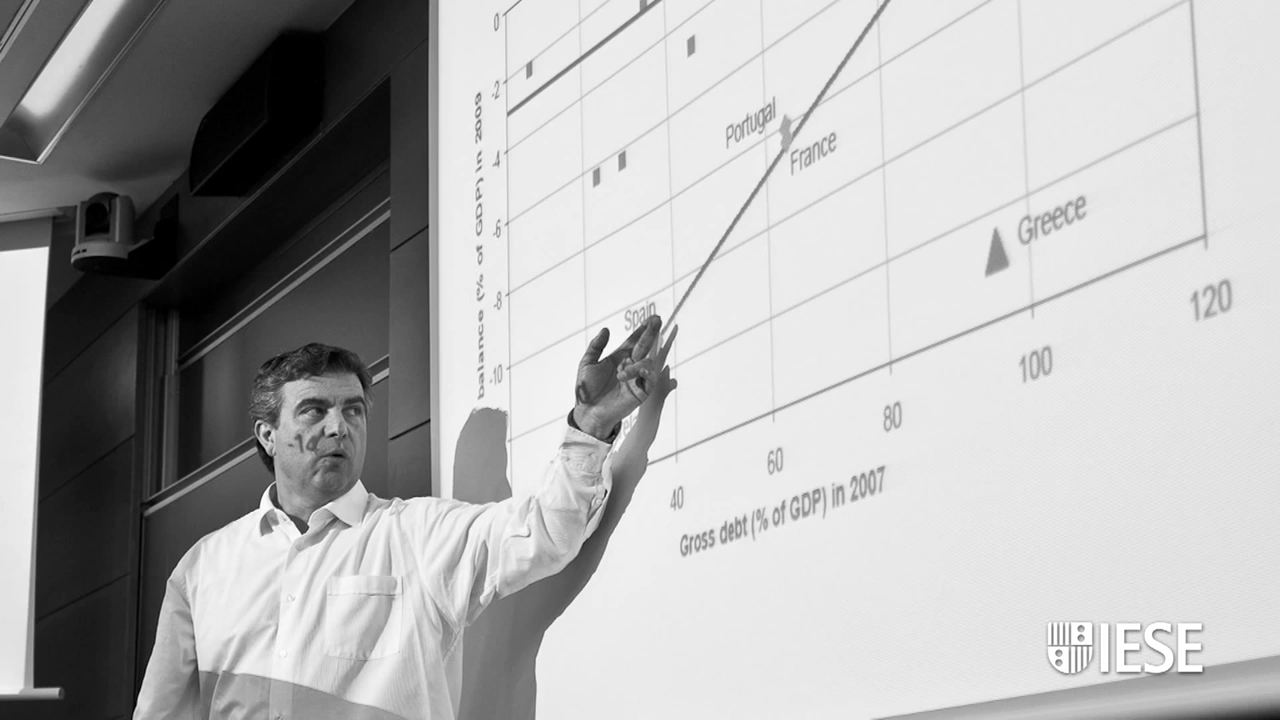 0
-2
-4
-6
-8
-10
balance (% of GDP) in 2009
Portugal
France
Greece
Spain
40
60
80
100
120
Gross debt (% of GDP) in 2007
IESE